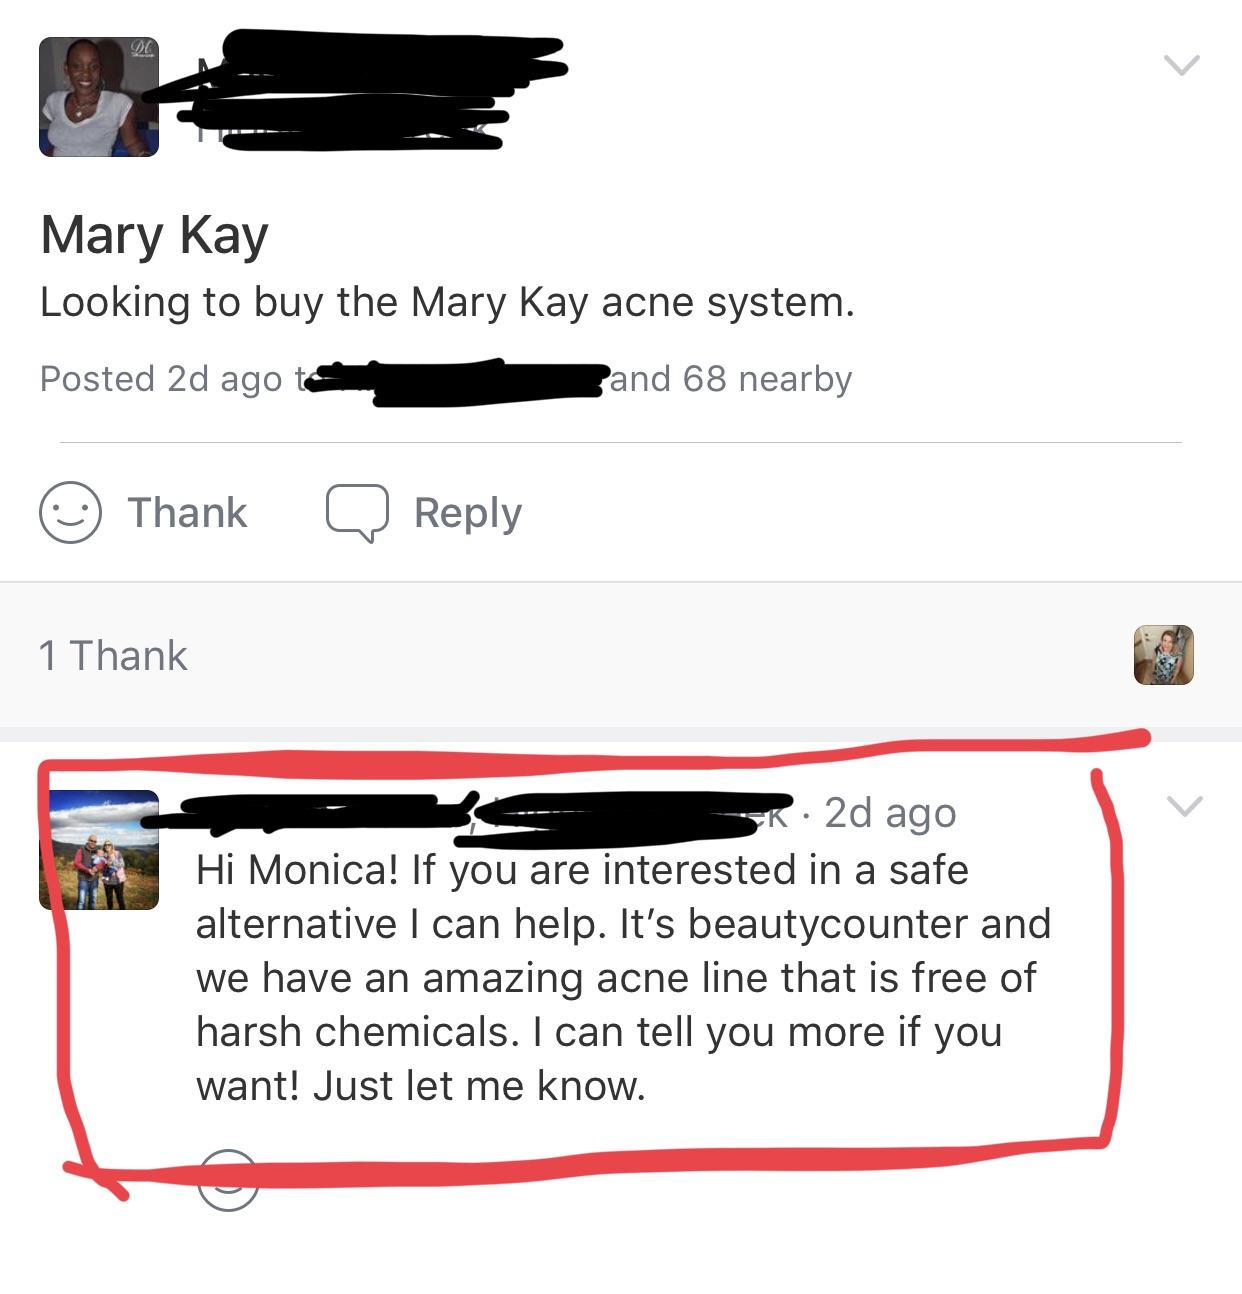 Mary Kay
Looking to buy the Mary Kay acne system.
Posted 2d ago and 68 nearby
Thank Reply
1 Thank
· 2d ago
Hi Monica! If you are interested in a safe
alternative I can help. It’s beautycounter and
we have an amazing acne line that is free of
harsh chemicals. I can tell you more if you
want! Just let me know.